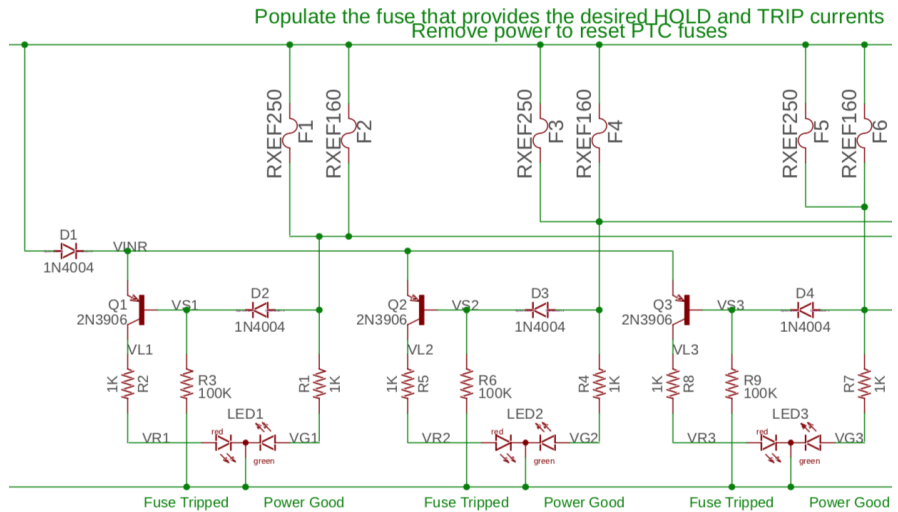 Populate the fuse that provides the desired HOLD and TRIP currents
Remove power to reset PTC fuses
RXEF250 F1 RXEF160 F2 RXEF250 F3 RXEF160 F4 RXEF250 F5 RXEF160 F6
D1 VINR
1N4004
Q1 VS1 D2 Q2 VS2 D3 Q3 VS3 D4
2N3906 1N4004 2N3906 1N4004 2N3906 1N4004
VL1 VL2 VL3
1K R2 R3 R1 1K 1K R5 R6 R4 1K 1K R8 R9 R7 1K
100K 100K 100K
LED1 LED2 LED3
VR1 red VG1 VR2 red VG2 VR3 red VG3
green green green
Fuse Tripped Power Good Fuse Tripped Power Good Fuse Tripped Power Good